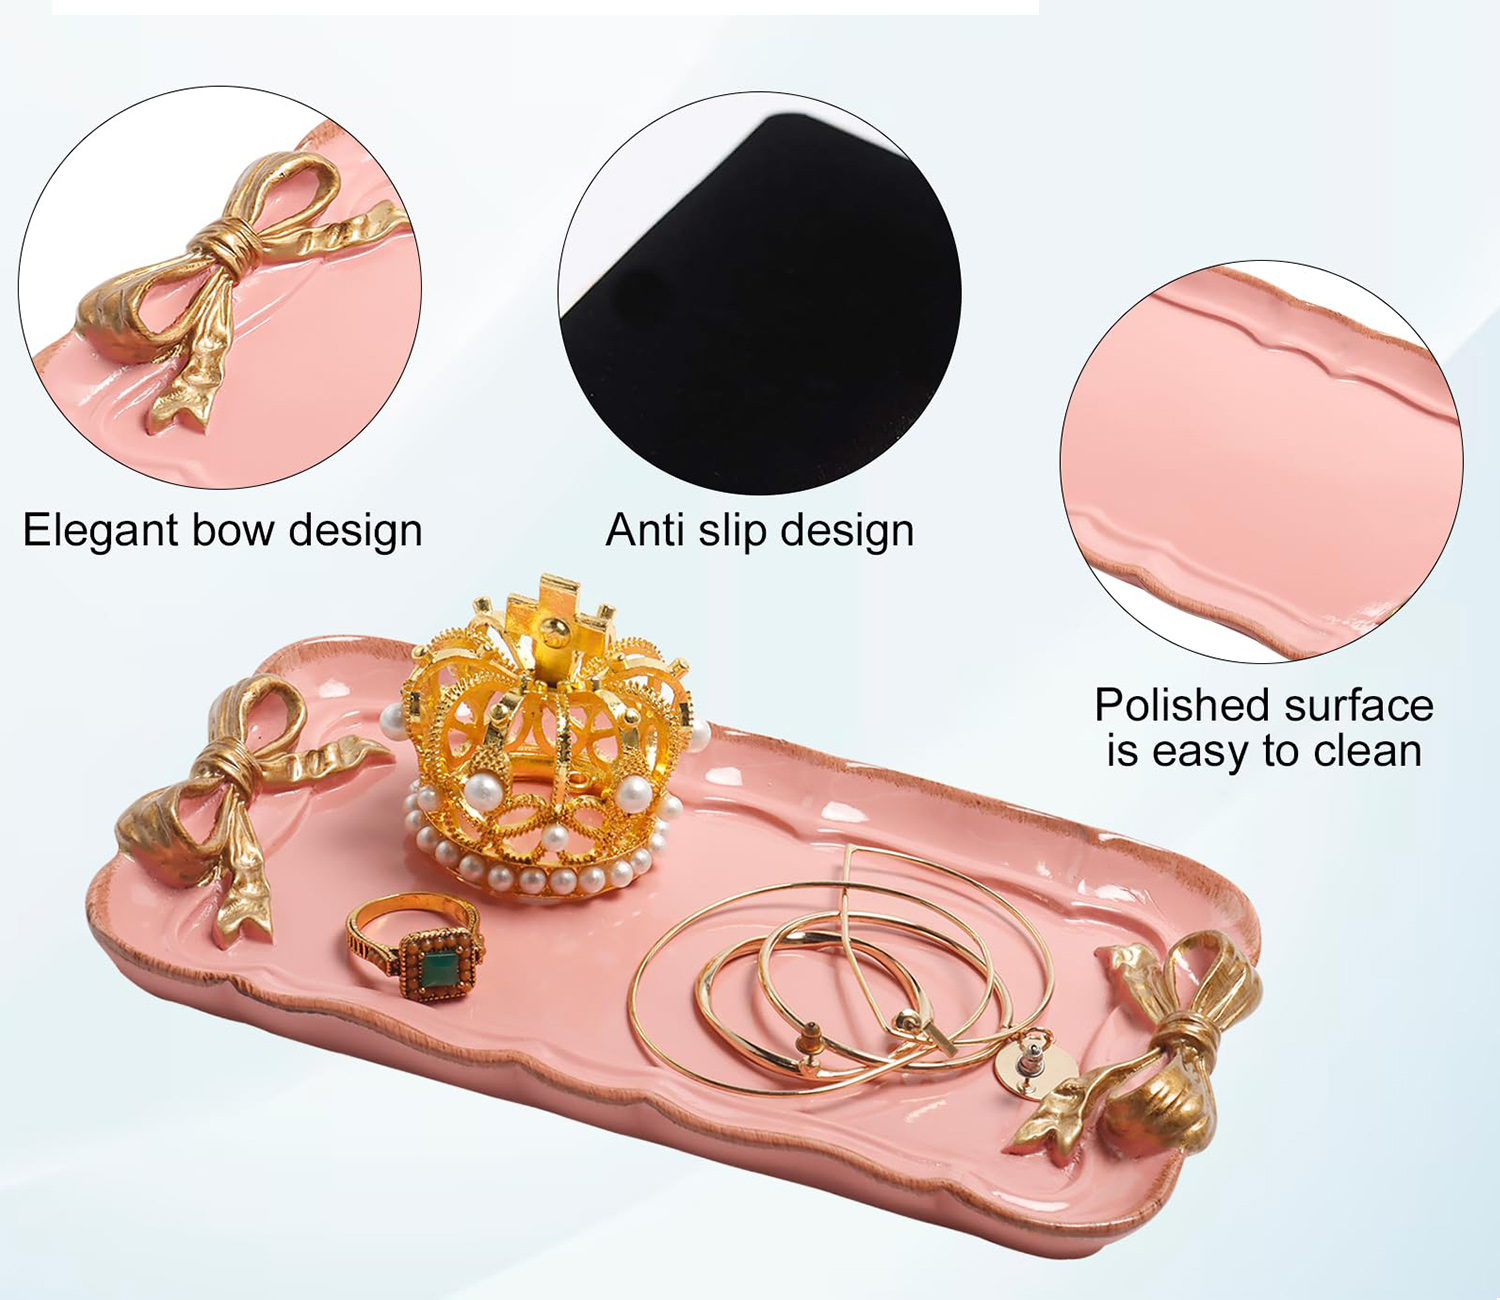 Elegant bow design
Anti slip design
Polished surface
is easy to clean